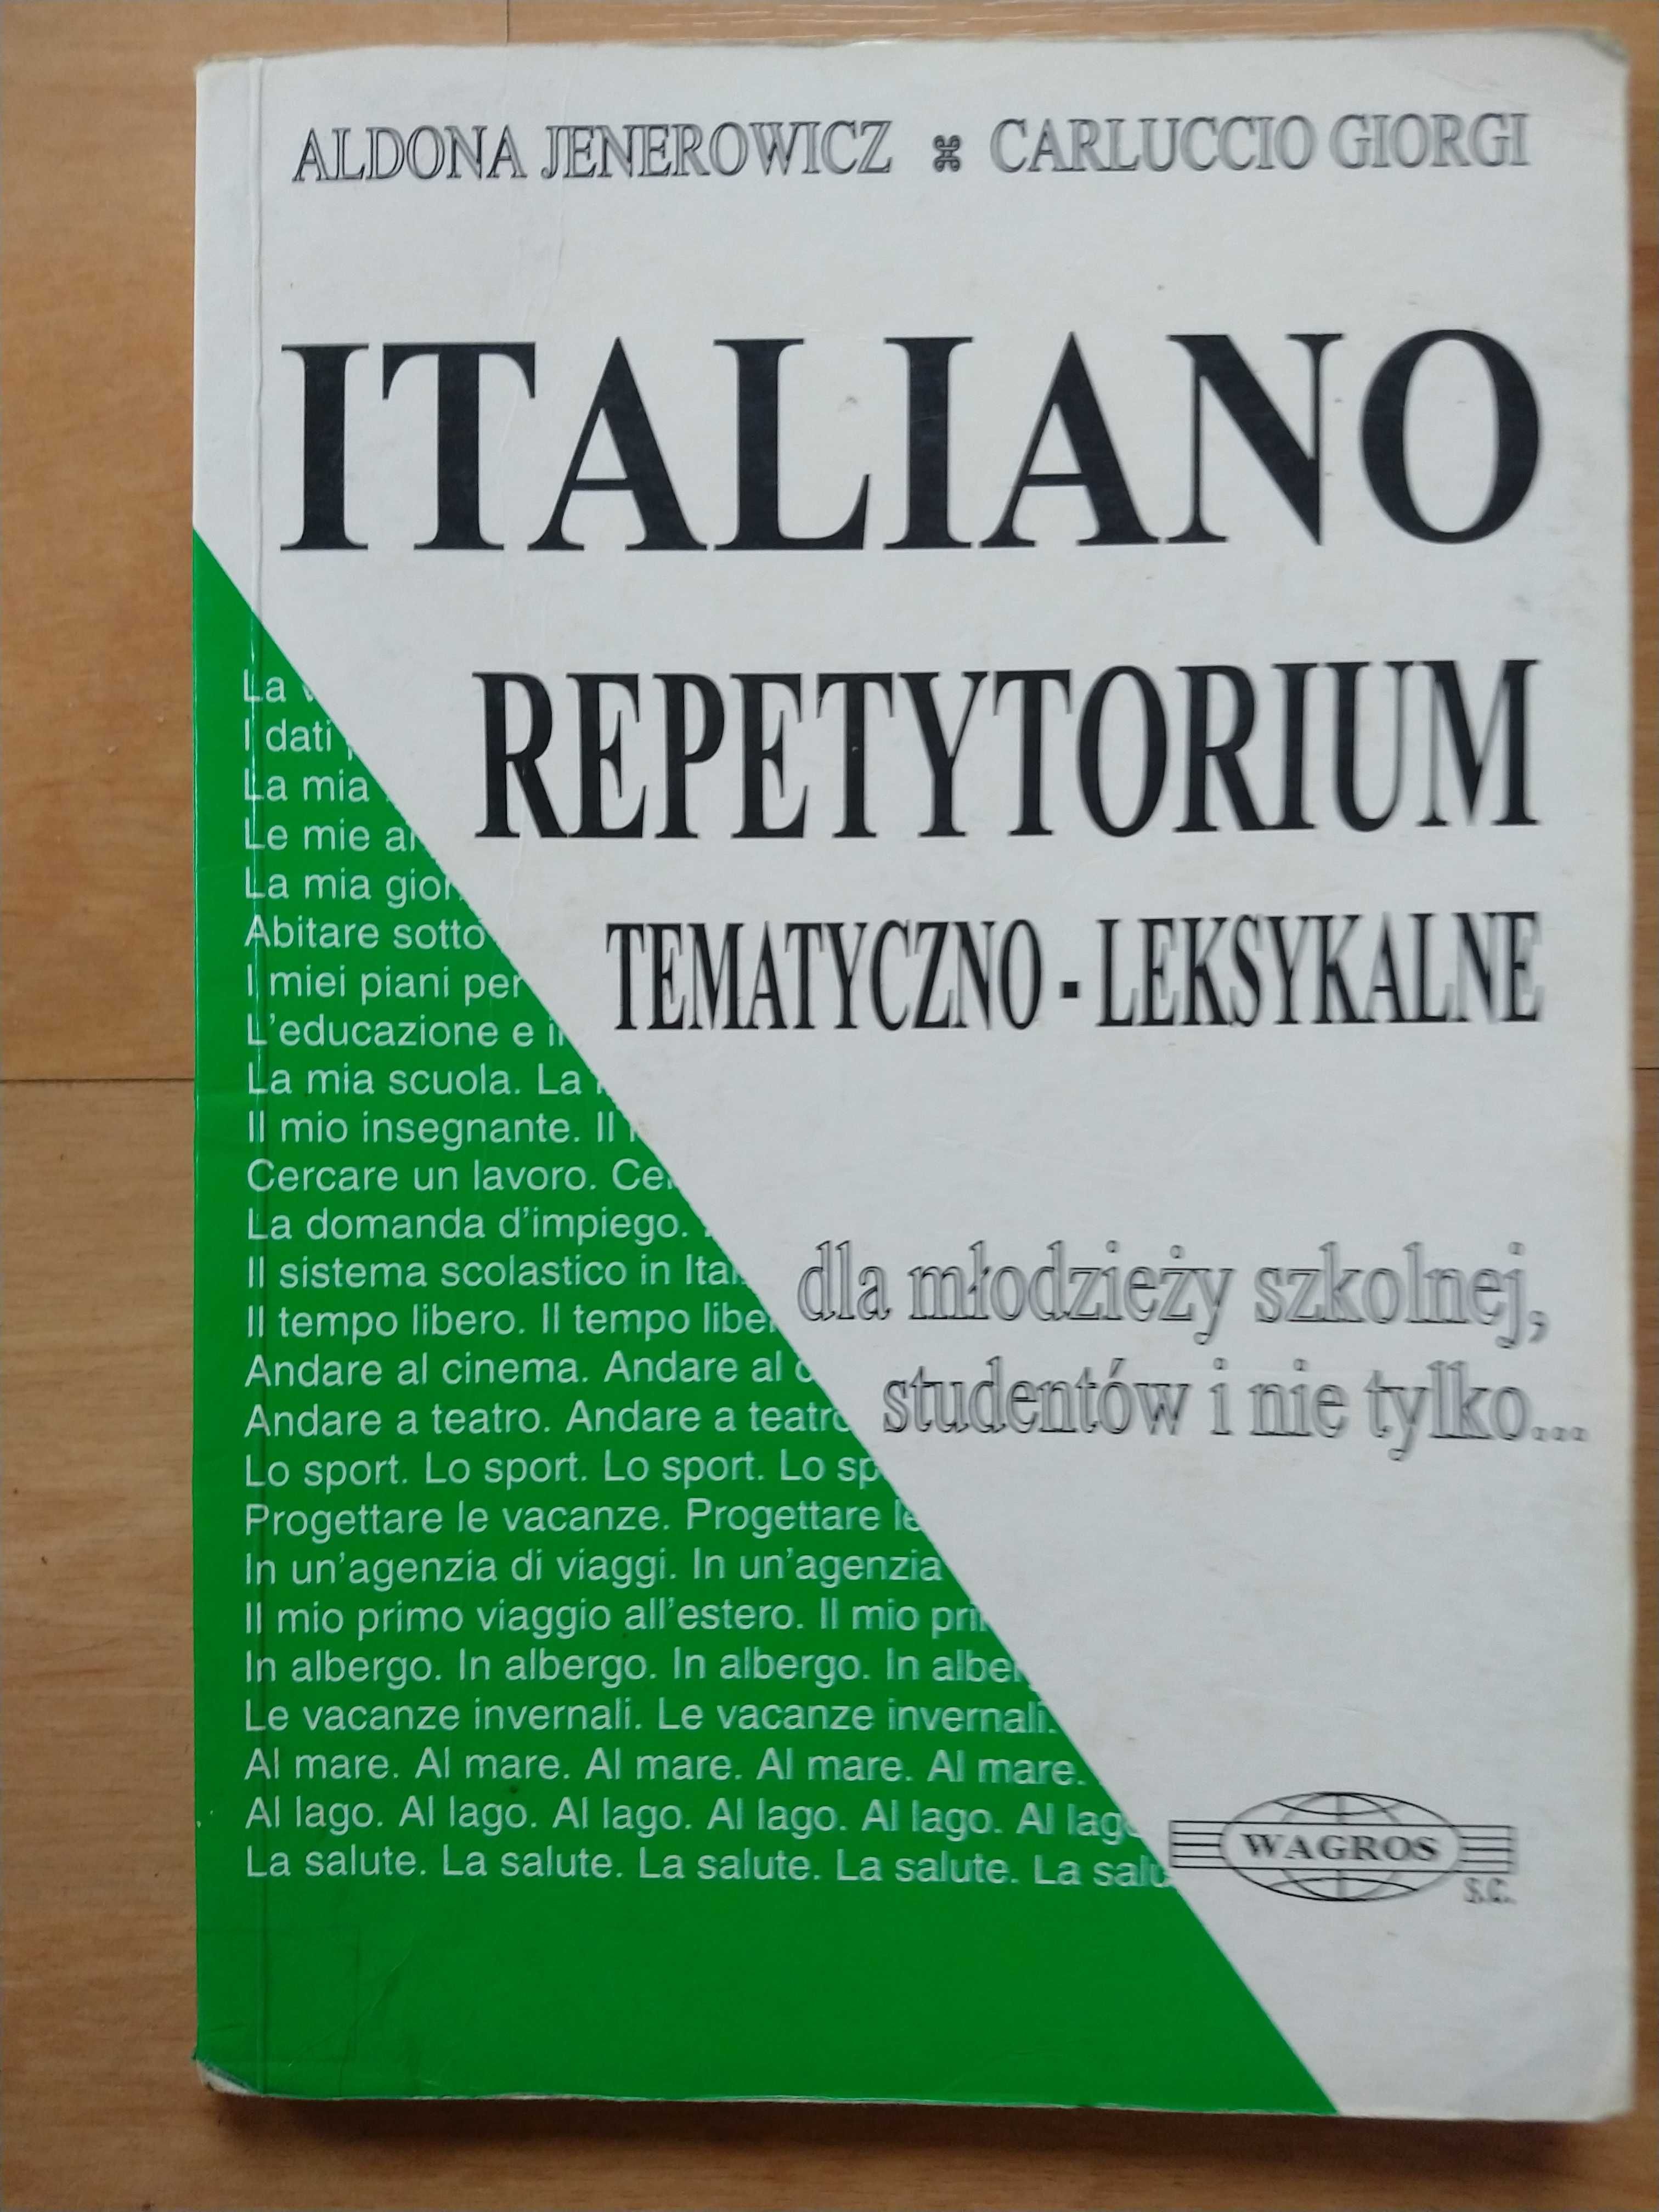 ALDONA JENEROWICZ ⌘ CARLUCCIO GIORGI
ITALIANO
REPETYTORIUM
TEMATYCZNO - LEKSYKALNE
dla młodzieży szkolnej,
studentów i nie tylko...
La
I dati
La mia
Le mie
La mia
Abitare sotto
I miei piani per
L'educazione e
La mia scuola. La
Il mio insegnante. Il
Cercare un lavoro.
La domanda d'impiego.
Il sistema scolastico in
Il tempo libero. Il tempo
Andare al cinema. Andare al
Andare a teatro. Andare a teatro
Lo sport. Lo sport. Lo sport. Lo
Progettare le vacanze. Progettare le
In un'agenzia di viaggi. In un'agenzia
Il mio primo viaggio all'estero. Il mio
In albergo. In albergo. In albergo. In
Le vacanze invernali. Le vacanze invernali.
Al mare. Al mare. Al mare. Al mare. Al mare.
Al lago. Al lago. Al lago. Al lago. Al lago. Al
La salute. La salute. La salute. La salute. La
WAGROS
S.C.